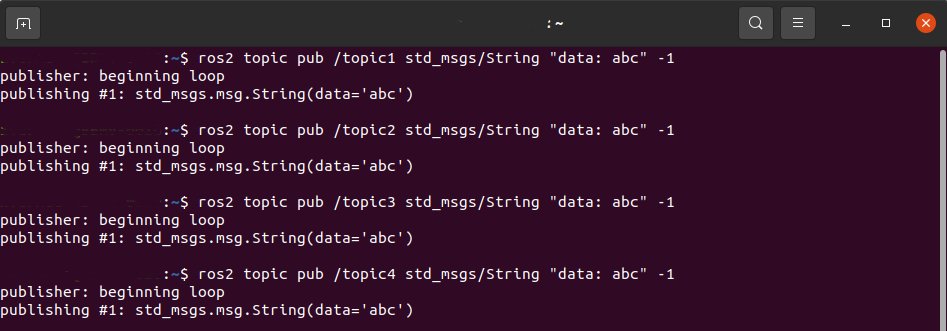 :~
:~$ ros2 topic pub /topic1 std_msgs/String "data: abc" -1
publisher: beginning loop
publishing #1: std_msgs.msg.String(data='abc')
:~$ ros2 topic pub /topic2 std_msgs/String "data: abc" -1
publisher: beginning loop
publishing #1: std_msgs.msg.String(data='abc')
:~$ ros2 topic pub /topic3 std_msgs/String "data: abc" -1
publisher: beginning loop
publishing #1: std_msgs.msg.String(data='abc')
:~$ ros2 topic pub /topic4 std_msgs/String "data: abc" -1
publisher: beginning loop
publishing #1: std_msgs.msg.String(data='abc')